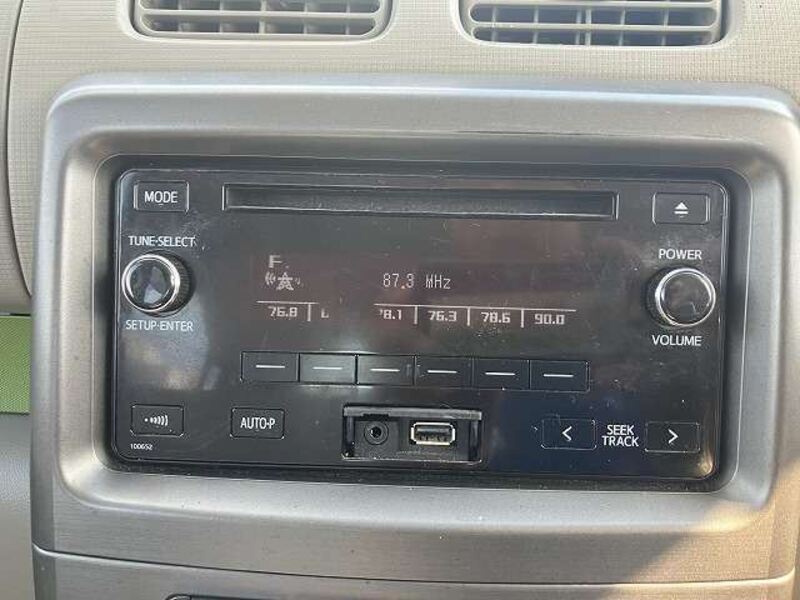 MODE
TUNE·SELECT
POWER
F
87.3 MHz
76.8 78.1 76.3 78.6 90.0
SETUP·ENTER
VOLUME
AUTO·P
SEEK
TRACK
100652